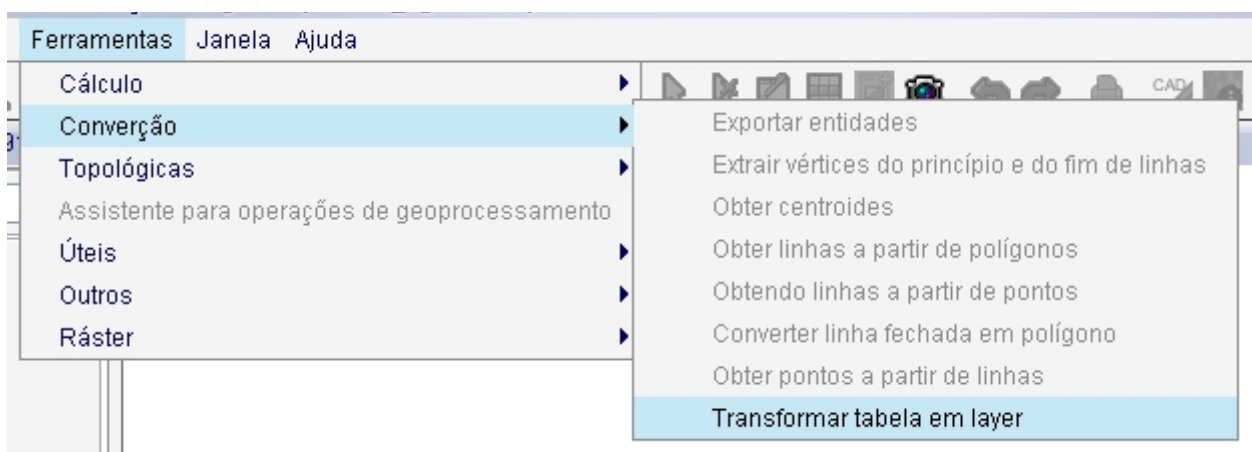 Ferramentas Janela Ajuda
Cálculo
Converção
Topológicas
Assistente para operações de geoprocessamento
Úteis
Outros
Ráster
CAD
Exportar entidades
Extrair vértices do princípio e do fim de linhas
Obter centroides
Obter linhas a partir de polígonos
Obtendo linhas a partir de pontos
Converter linha fechada em polígono
Obter pontos a partir de linhas
Transformar tabela em layer